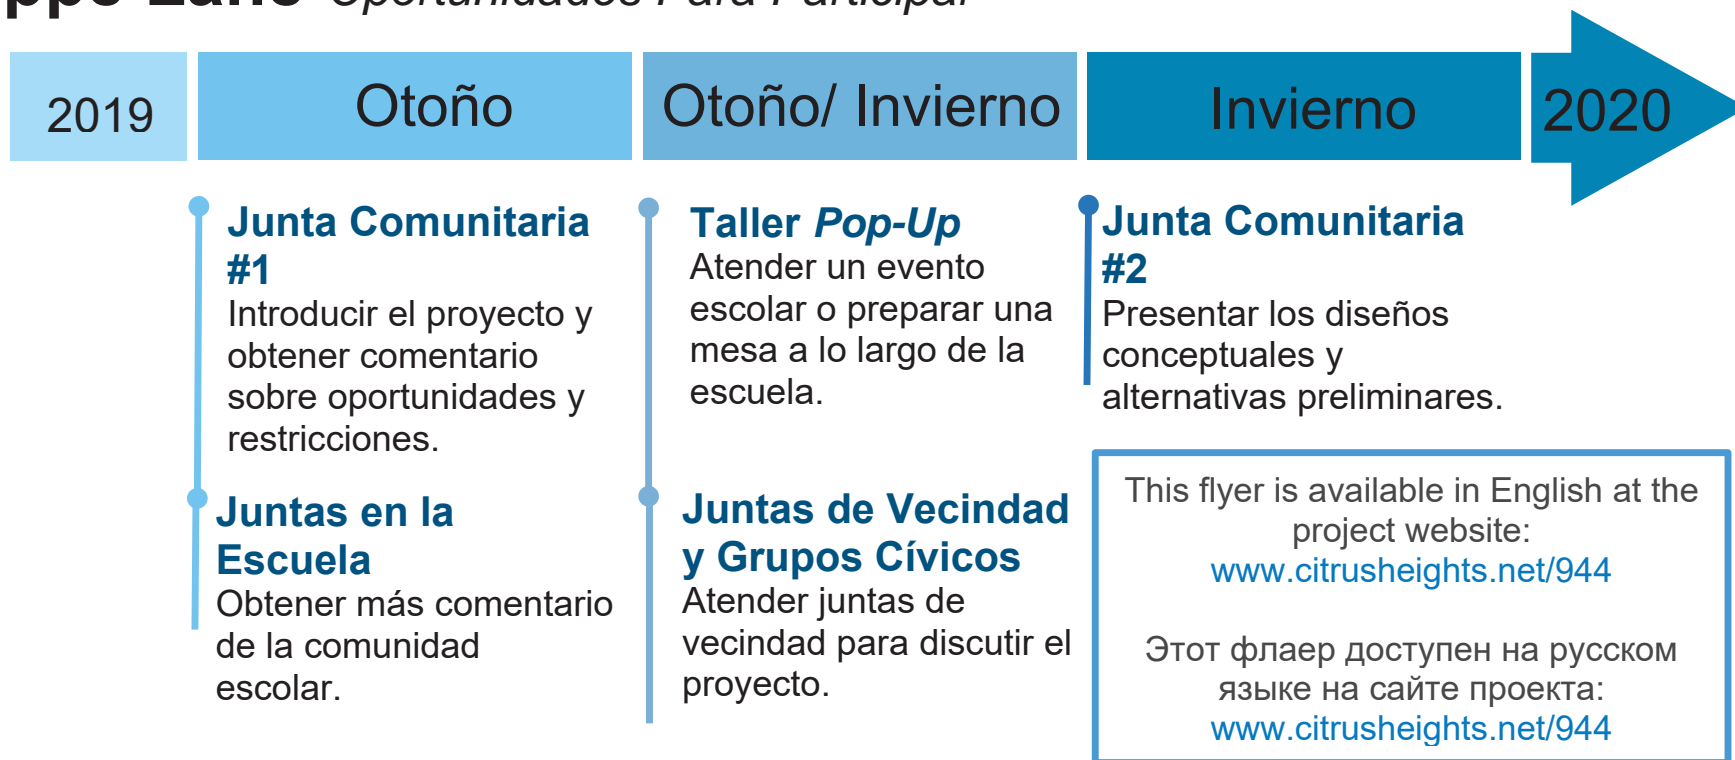 Oportunidades Para Participar
2019
Otoño
Otoño/ Invierno
Invierno
2020
Junta Comunitaria
#1
Introducir el proyecto y
obtener comentario
sobre oportunidades y
restricciones.
Juntas en la
Escuela
Obtener más comentario
de la comunidad
escolar.
Taller Pop-Up
Atender un evento
escolar o preparar una
mesa a lo largo de la
escuela.
Juntas de Vecindad
y Grupos Cívicos
Atender juntas de
vecindad para discutir el
proyecto.
Junta Comunitaria
#2
Presentar los diseños
conceptuales y
alternativas preliminares.
This flyer is available in English at the
project website:
www.citrusheights.net/944
Этот флаер доступен на русском
языке на сайте проекта:
www.citrusheights.net/944